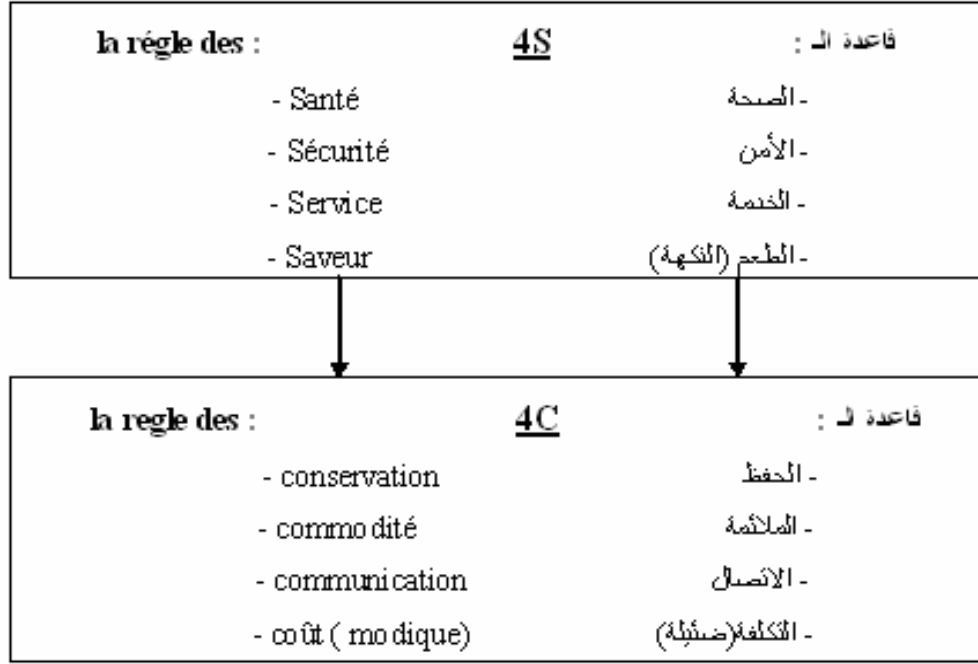 la régle des : 4S قاعدة الـ :
- Santé - الصحة
- Sécurité - الأمن
- Service - الخدمة
- Saveur - الطعم (النكهة)
la regle des : 4C قاعدة لـ :
- conservation - الحفظ
- commodité - الملائمة
- communication - الاتصال
- coût ( modique) - التكلفة(ضئيلة)